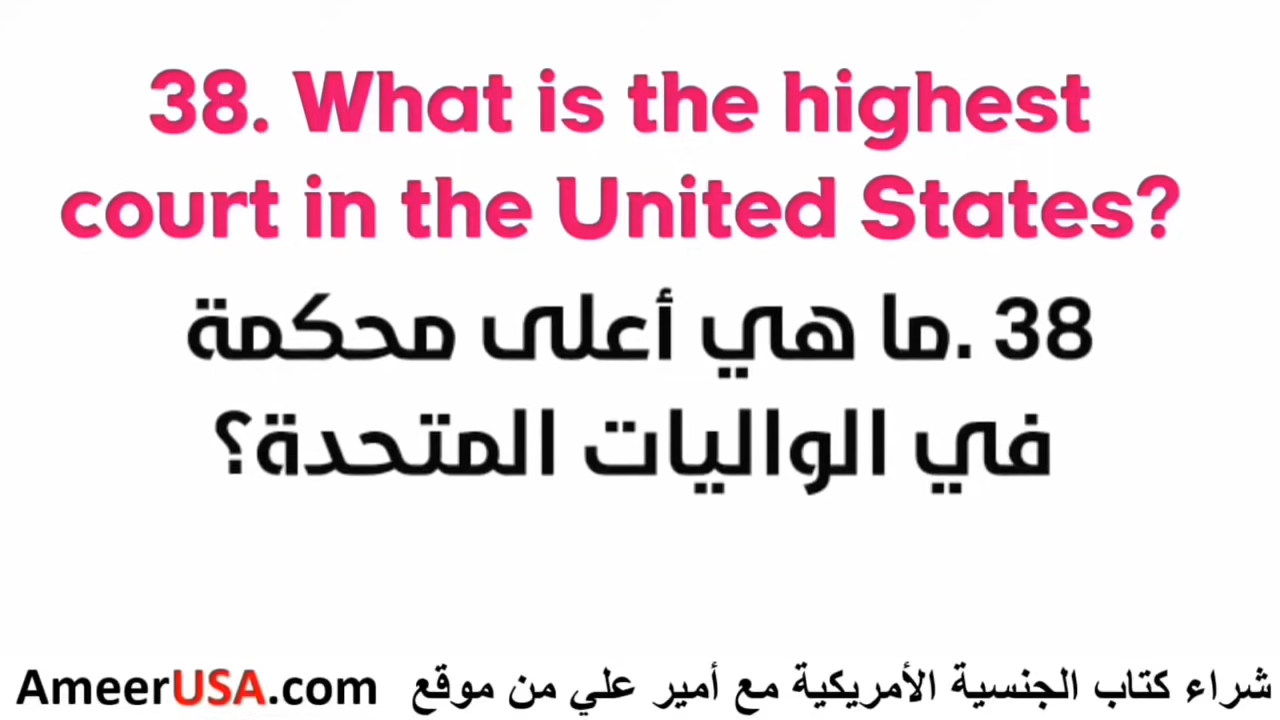 38. What is the highest
court in the United States?
38 .ما هي أعلى محكمة
في الواليات المتحدة؟
شراء كتاب الجنسية الأمريكية مع أمير علي من موقع AmeerUSA.com